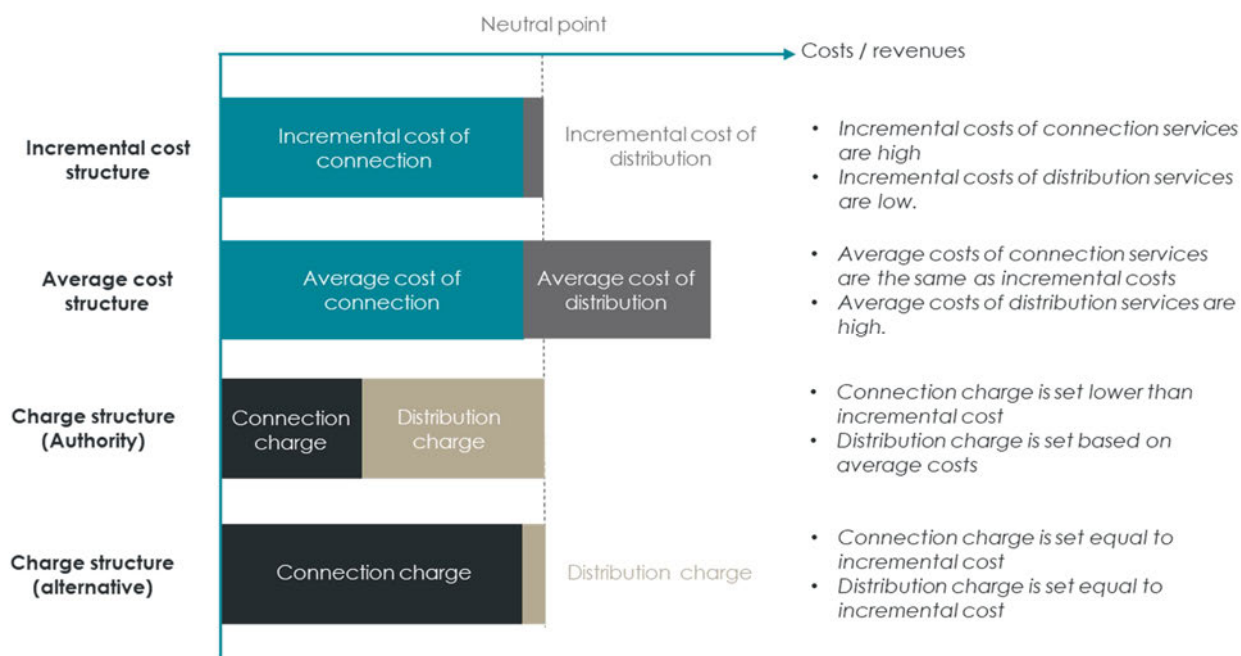 Neutral point
Costs / revenues
Incremental cost
structure
Incremental cost of
connection
Incremental cost of
distribution
• Incremental costs of connection services
are high
• Incremental costs of distribution services
are low.
Average cost
structure
Average cost of
connection
Average cost of
distribution
• Average costs of connection services
are the same as incremental costs
• Average costs of distribution services are
high.
Charge structure
(Authority)
Connection
charge
Distribution
charge
• Connection charge is set lower than
incremental cost
• Distribution charge is set based on
average costs
Charge structure
(alternative)
Connection charge
Distribution charge
• Connection charge is set equal to
incremental cost
• Distribution charge is set equal to
incremental cost